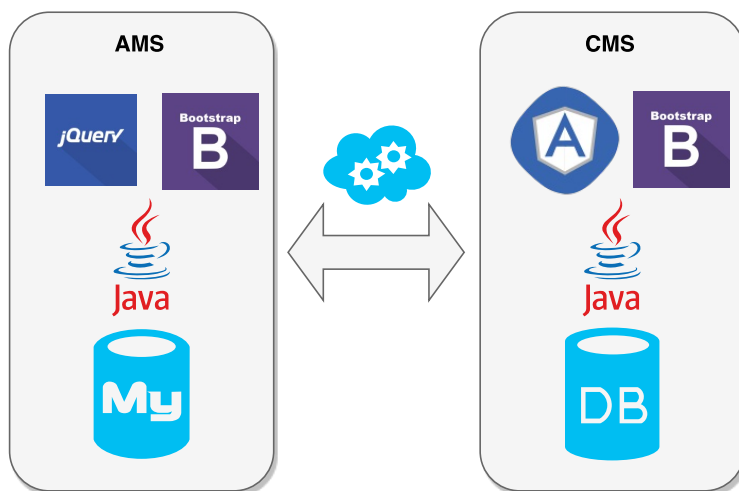 AMS
CMS
jQuery
Bootstrap
B
A
Bootstrap
B
Java
Java
My
DB